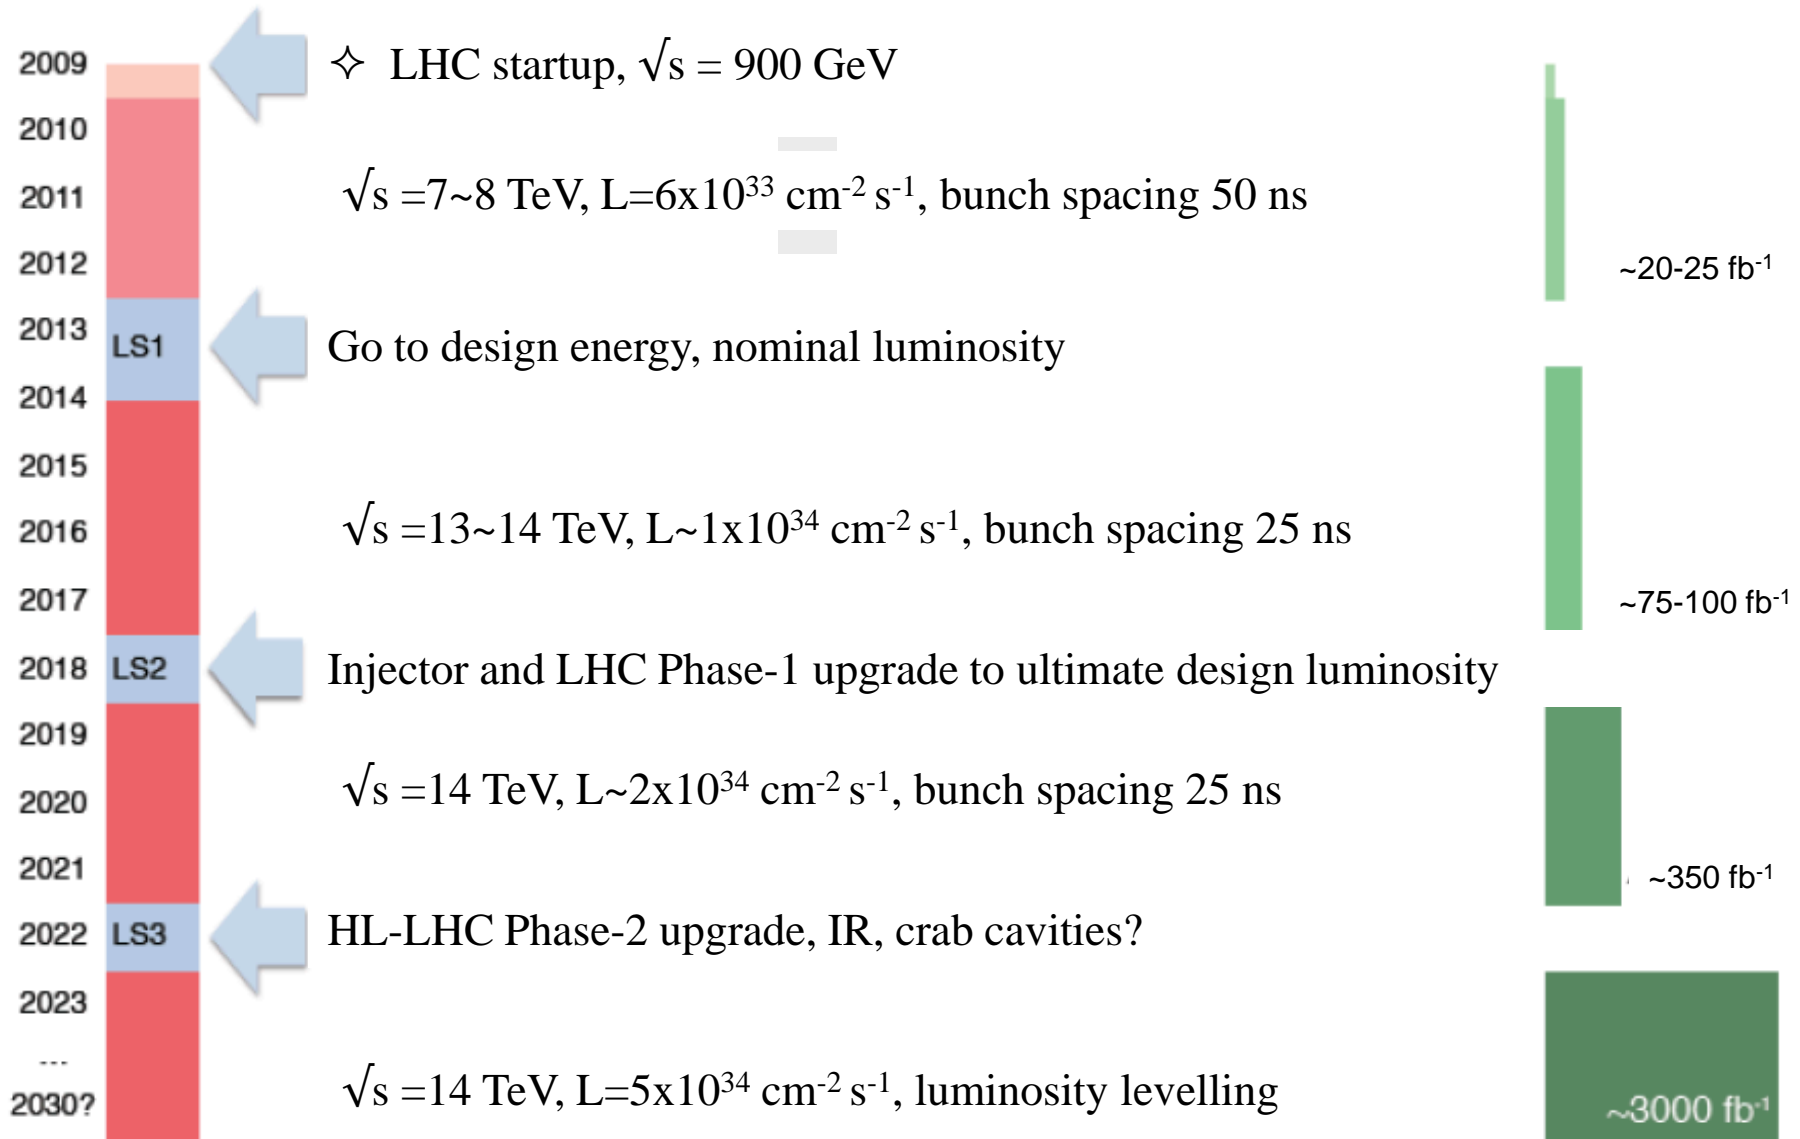 2009
✧ LHC startup, √s = 900 GeV
2010
2011
√s =7~8 TeV, L=6x10³³ cm⁻² s⁻¹, bunch spacing 50 ns
2012
~20-25 fb⁻¹
2013
LS1
Go to design energy, nominal luminosity
2014
2015
2016
√s =13~14 TeV, L~1x10³⁴ cm⁻² s⁻¹, bunch spacing 25 ns
2017
~75-100 fb⁻¹
2018
LS2
Injector and LHC Phase-1 upgrade to ultimate design luminosity
2019
2020
√s =14 TeV, L~2x10³⁴ cm⁻² s⁻¹, bunch spacing 25 ns
2021
~350 fb⁻¹
2022
LS3
HL-LHC Phase-2 upgrade, IR, crab cavities?
2023
...
2030?
√s =14 TeV, L=5x10³⁴ cm⁻² s⁻¹, luminosity levelling
~3000 fb⁻¹